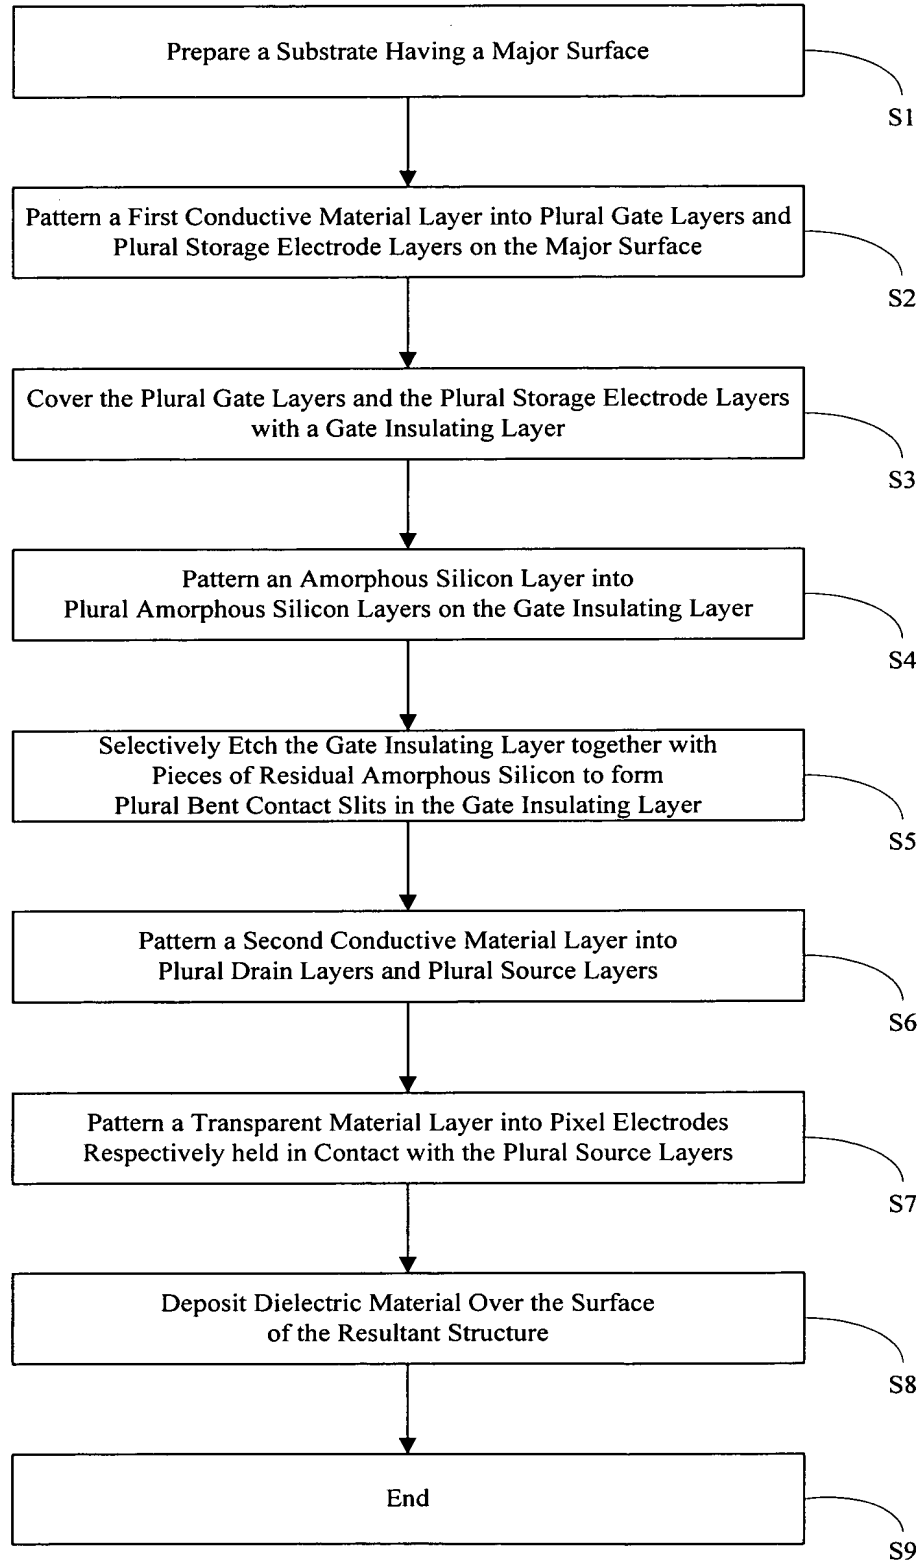 Prepare a Substrate Having a Major Surface
S1
Pattern a First Conductive Material Layer into Plural Gate Layers and
Plural Storage Electrode Layers on the Major Surface
S2
Cover the Plural Gate Layers and the Plural Storage Electrode Layers
with a Gate Insulating Layer
S3
Pattern an Amorphous Silicon Layer into
Plural Amorphous Silicon Layers on the Gate Insulating Layer
S4
Selectively Etch the Gate Insulating Layer together with
Pieces of Residual Amorphous Silicon to form
Plural Bent Contact Slits in the Gate Insulating Layer
S5
Pattern a Second Conductive Material Layer into
Plural Drain Layers and Plural Source Layers
S6
Pattern a Transparent Material Layer into Pixel Electrodes
Respectively held in Contact with the Plural Source Layers
S7
Deposit Dielectric Material Over the Surface
of the Resultant Structure
S8
End
S9